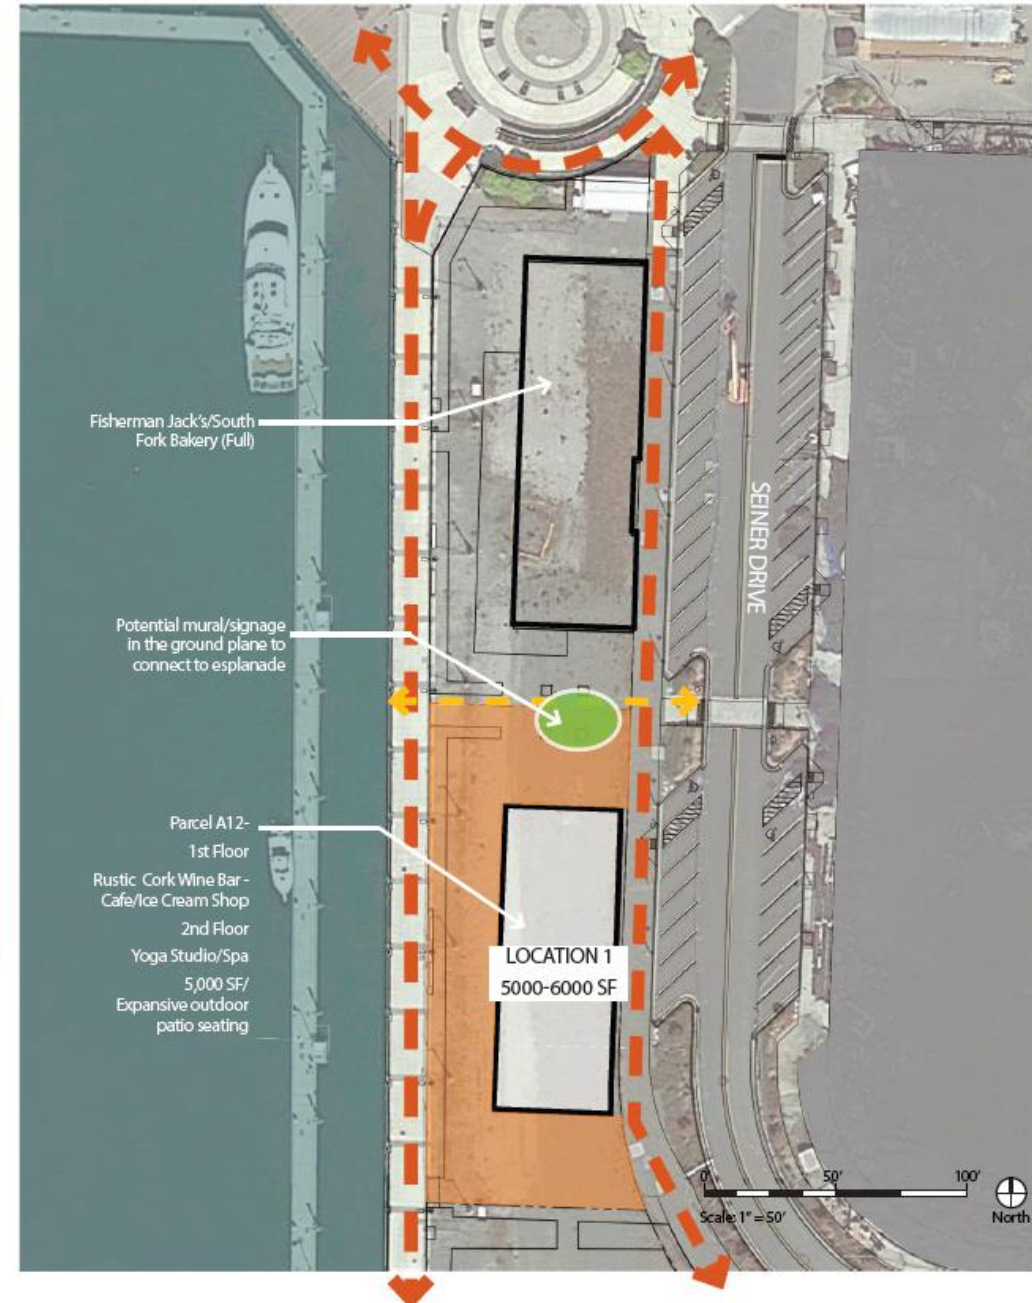 Fisherman Jack's/South
Fork Bakery (Full)
SEINER DRIVE
Potential mural/signage
in the ground plane to
connect to esplanade
Parcel A12-
1st Floor
Rustic Cork Wine Bar -
Cafe/Ice Cream Shop
2nd Floor
Yoga Studio/Spa
5,000 SF/
Expansive outdoor
patio seating
LOCATION 1
5000-6000 SF
0' 50' 100'
Scale: 1" = 50'
North